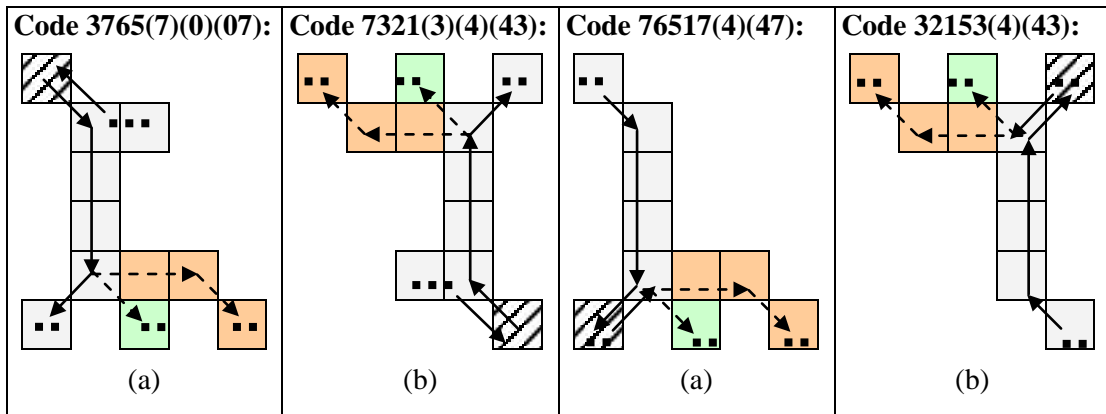 Code 3765(7)(0)(07):
(a)
Code 7321(3)(4)(43):
(b)
Code 76517(4)(47):
(a)
Code 32153(4)(43):
(b)